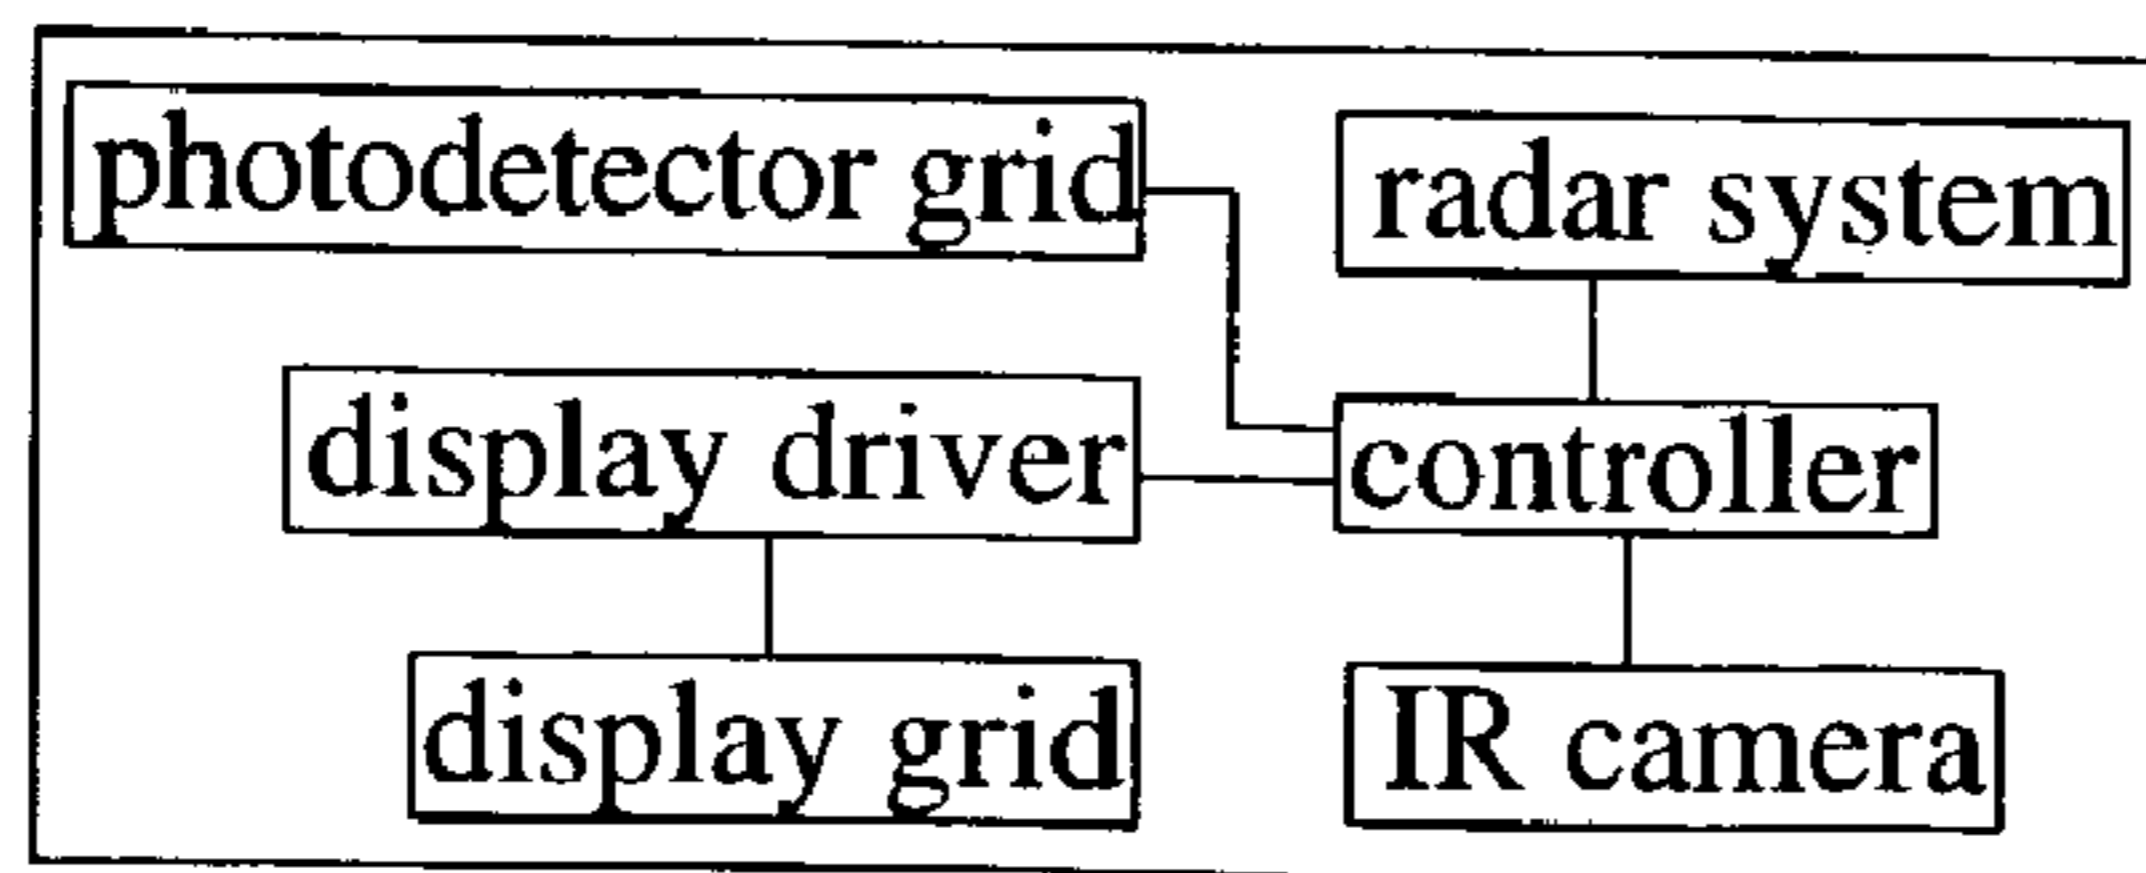 photodetector grid
radar system
display driver
controller
display grid
IR camera